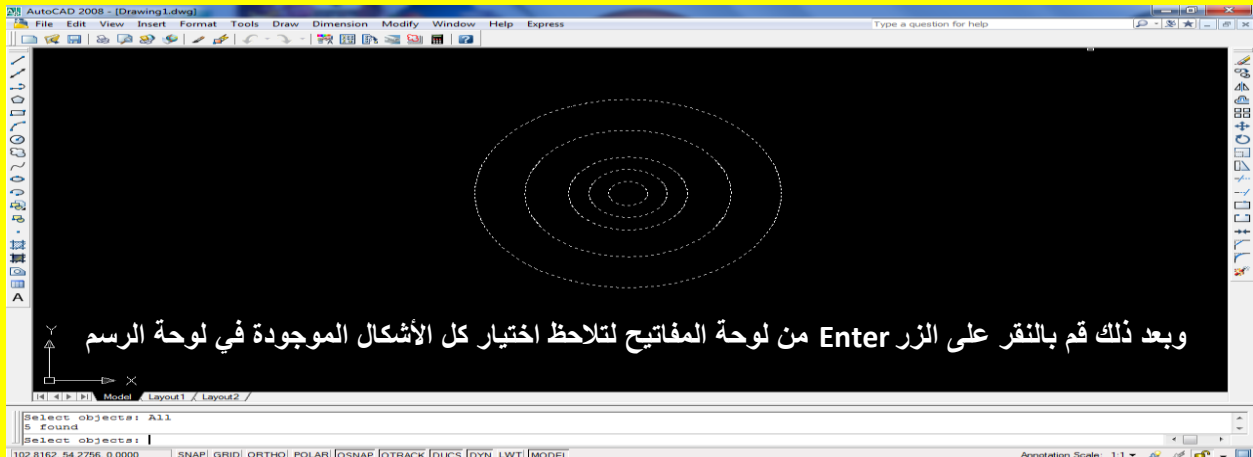 AutoCAD 2008 - [Drawing1.dwg]
File Edit View Insert Format Tools Draw Dimension Modify Window Help Express
Type a question for help
A
وبعد ذلك قم بالنقر على الزر Enter من لوحة المفاتيح لتلاحظ اختيار كل الأشكال الموجودة في لوحة الرسم
Y
X
Model Layout1 Layout2
Select objects: All
5 found
Select objects:
102.8162, 54.2756, 0.0000 SNAP GRID ORTHO POLAR OSNAP OTRACK DUCS DYN LWT MODEL Annotation Scale: 1:1